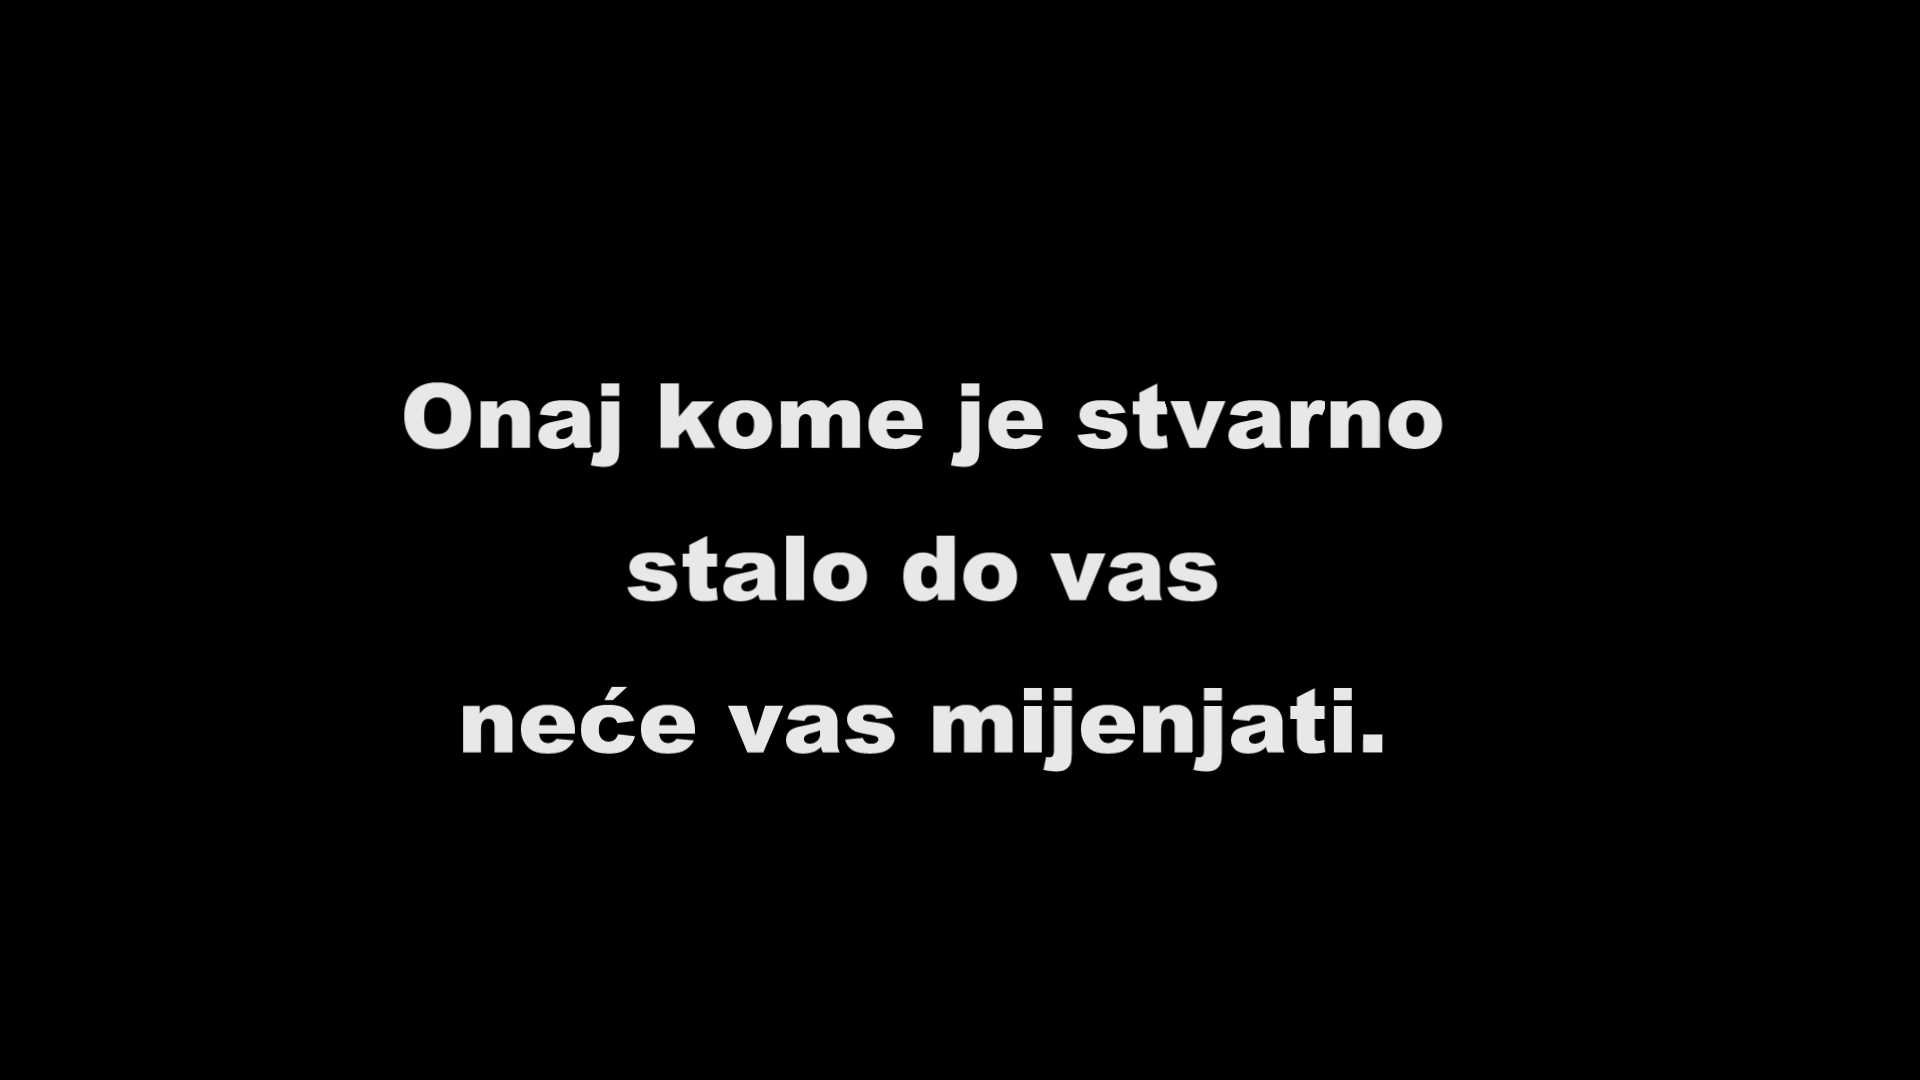 Onaj kome je stvarno
stalo do vas
neće vas mijenjati.